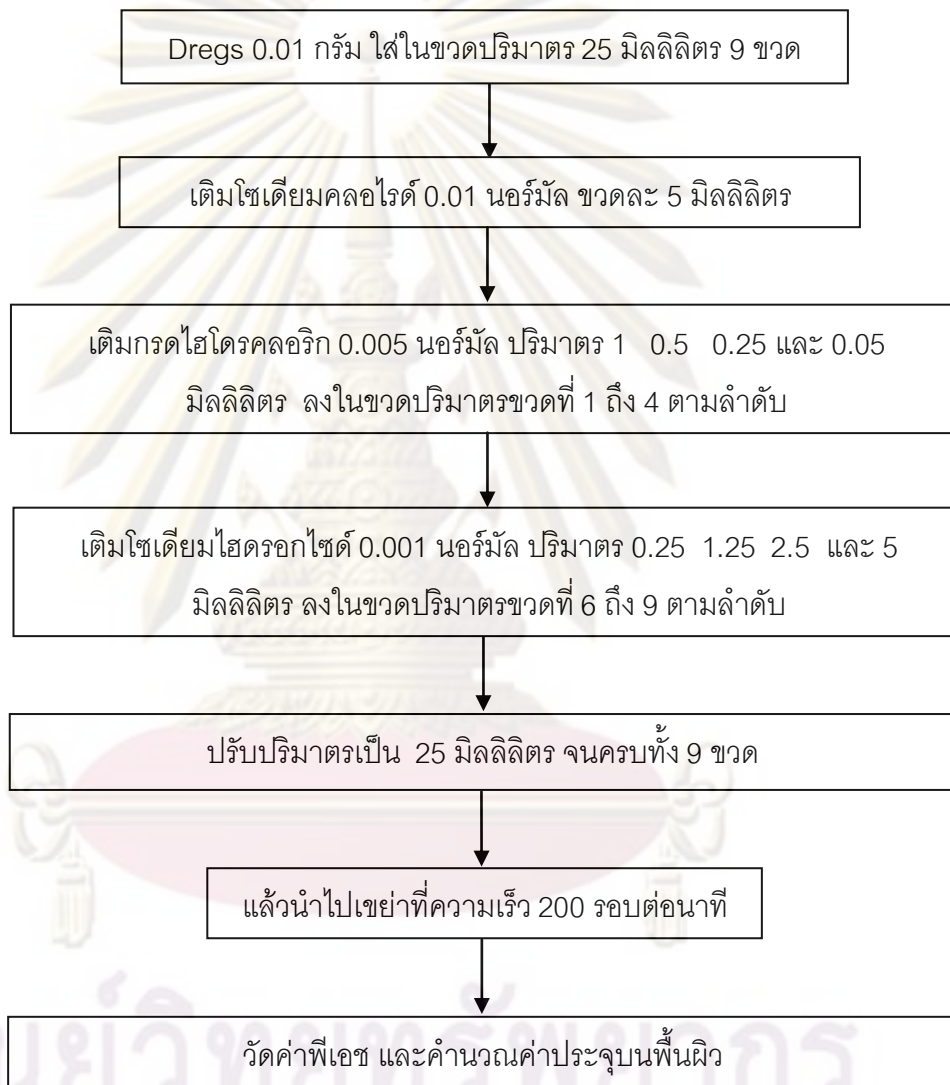 Dregs 0.01 กรัม ใส่ในขวดปริมาตร 25 มิลลิลิตร 9 ขวด
เติมโซเดียมคลอไรด์ 0.01 นอร์มัล ขวดละ 5 มิลลิลิตร
เติมกรดไฮโดรคลอริก 0.005 นอร์มัล ปริมาตร 1 0.5 0.25 และ 0.05
มิลลิลิตร ลงในขวดปริมาตรขวดที่ 1 ถึง 4 ตามลำดับ
เติมโซเดียมไฮดรอกไซด์ 0.001 นอร์มัล ปริมาตร 0.25 1.25 2.5 และ 5
มิลลิลิตร ลงในขวดปริมาตรขวดที่ 6 ถึง 9 ตามลำดับ
ปรับปริมาตรเป็น 25 มิลลิลิตร จนครบทั้ง 9 ขวด
แล้วนำไปเขย่าที่ความเร็ว 200 รอบต่อนาที
วัดค่าพีเอช และคำนวณค่าประจุบนพื้นผิว